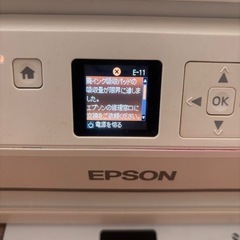 E-11
廃インク吸収パッドの
吸収量が限界に達しま
した。
エプソンの修理窓口に
交換をご依頼ください。
電源を切る
OK
EPSON